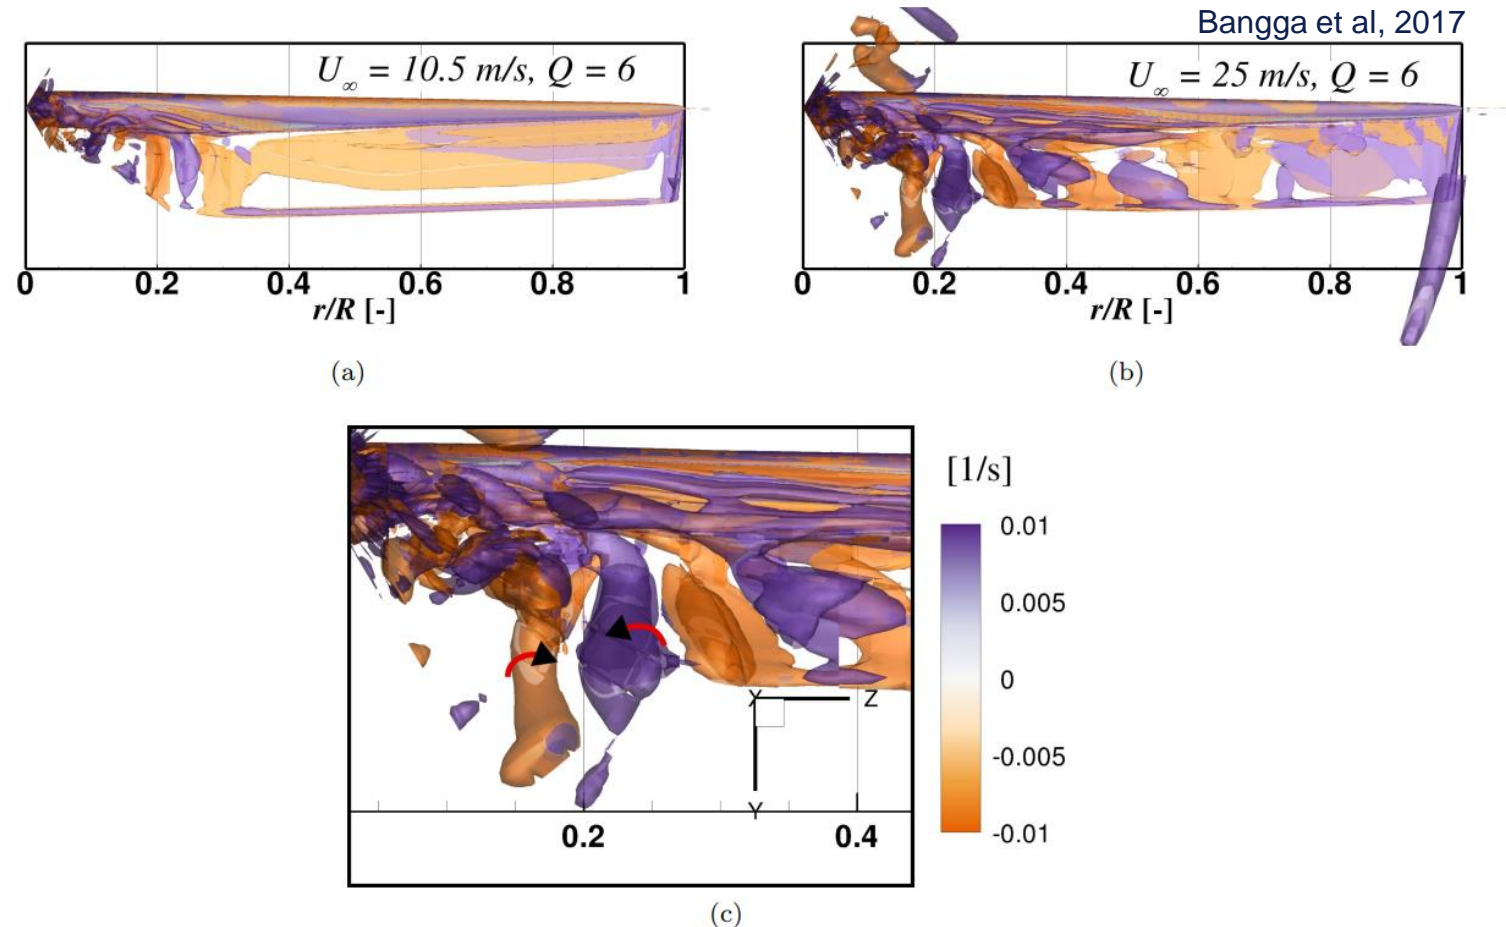 Bangga et al, 2017
U∞ = 10.5 m/s, Q = 6
0 0.2 0.4 0.6 0.8 1
r/R [-]
(a)
U∞ = 25 m/s, Q = 6
0 0.2 0.4 0.6 0.8 1
r/R [-]
(b)
X Z
Y
0.2 0.4
[1/s]
0.01
0.005
0
-0.005
-0.01
(c)